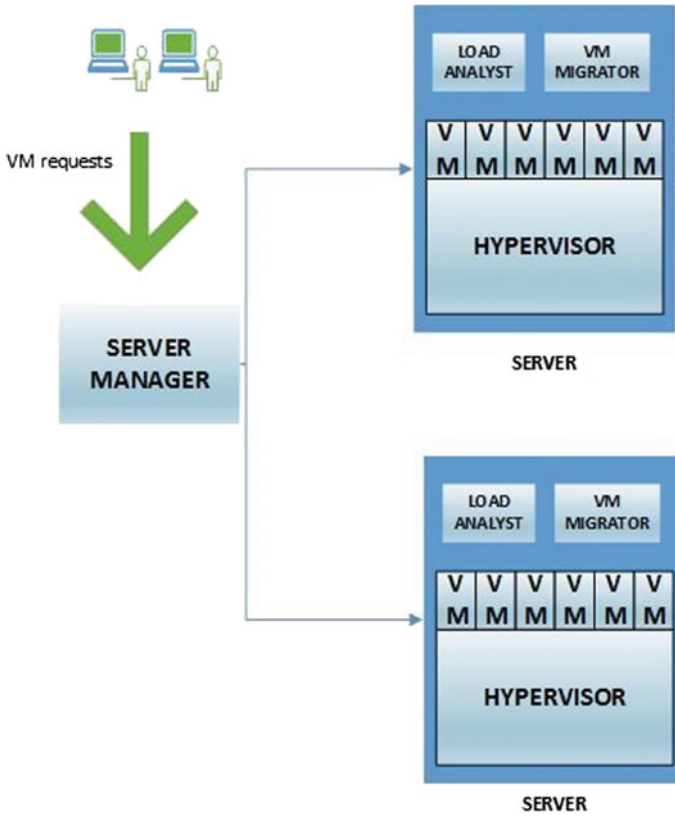 VM requests
SERVER
MANAGER
LOAD
ANALYST
VM
MIGRATOR
V V V V V V
M M M M M M
HYPERVISOR
SERVER
LOAD
ANALYST
VM
MIGRATOR
V V V V V V
M M M M M M
HYPERVISOR
SERVER